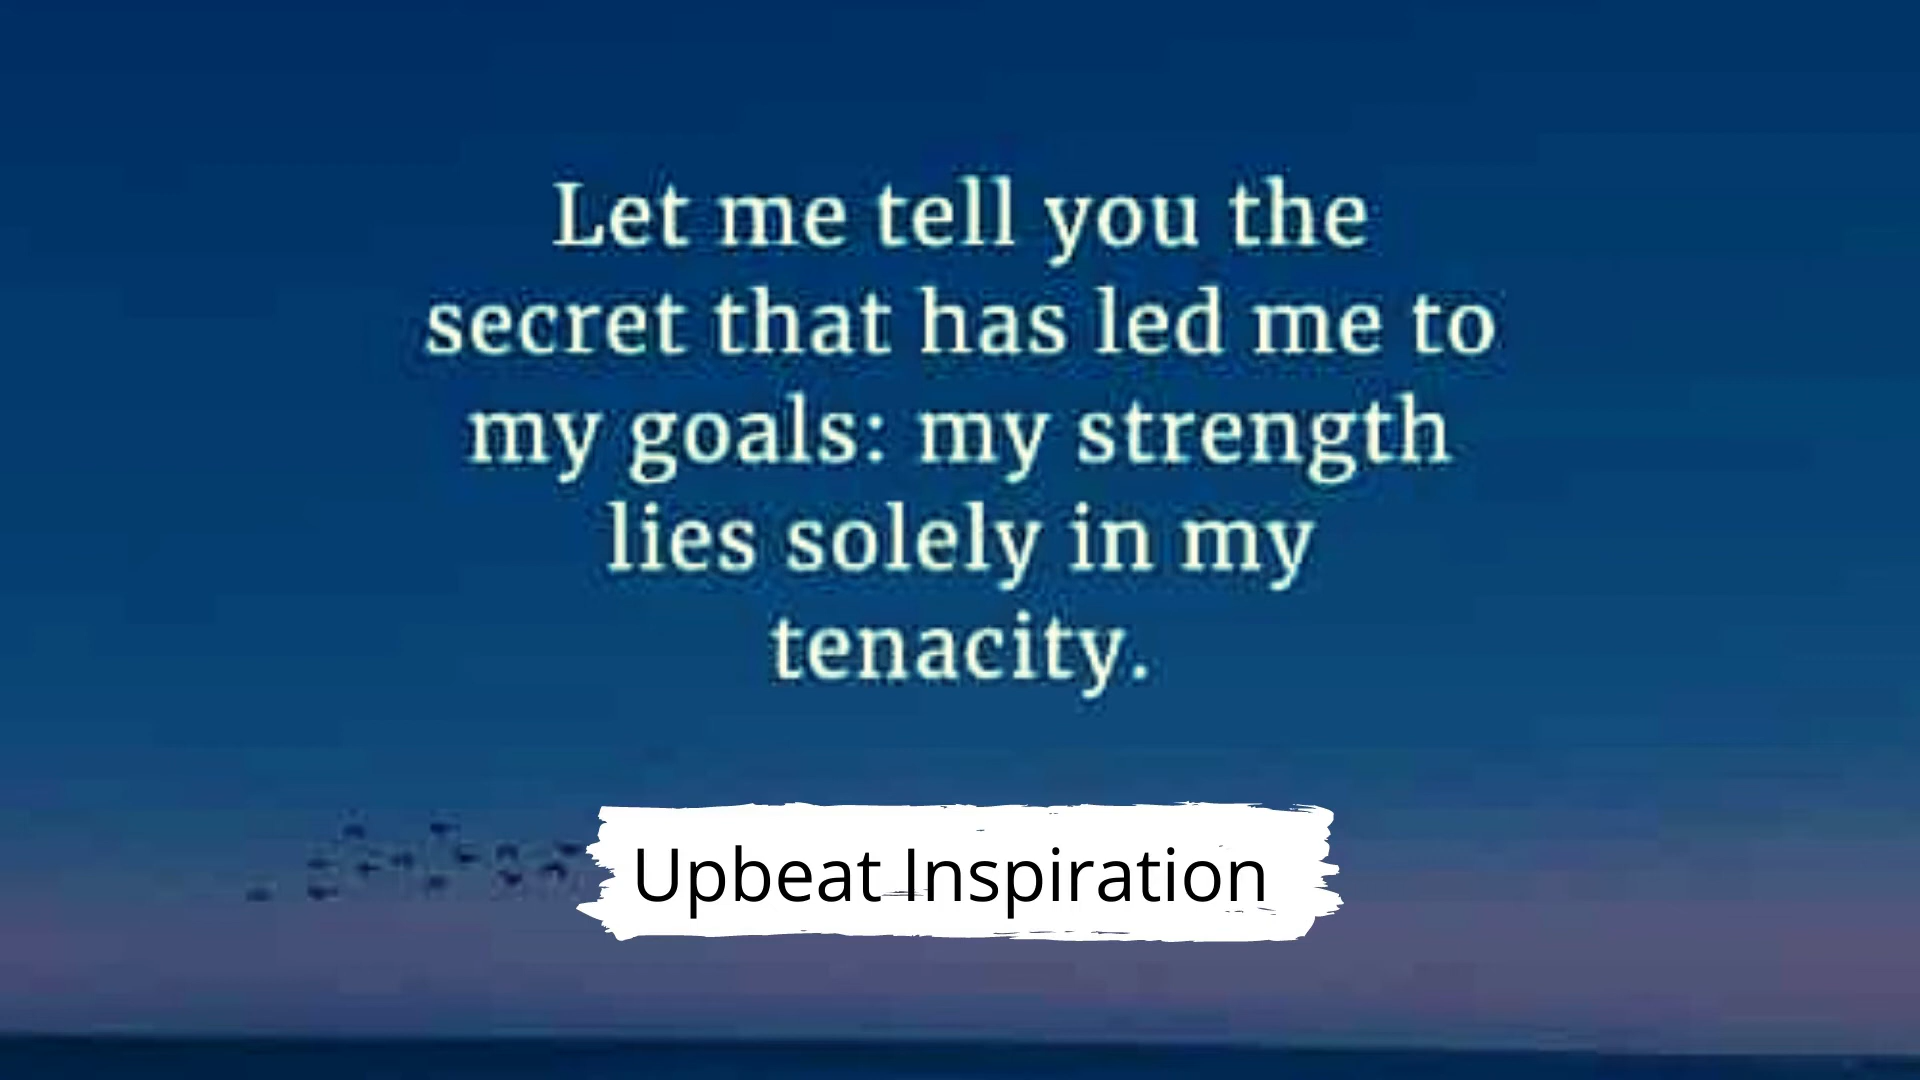 Let me tell you the
secret that has led me to
my goals: my strength
lies solely in my
tenacity.
Upbeat Inspiration